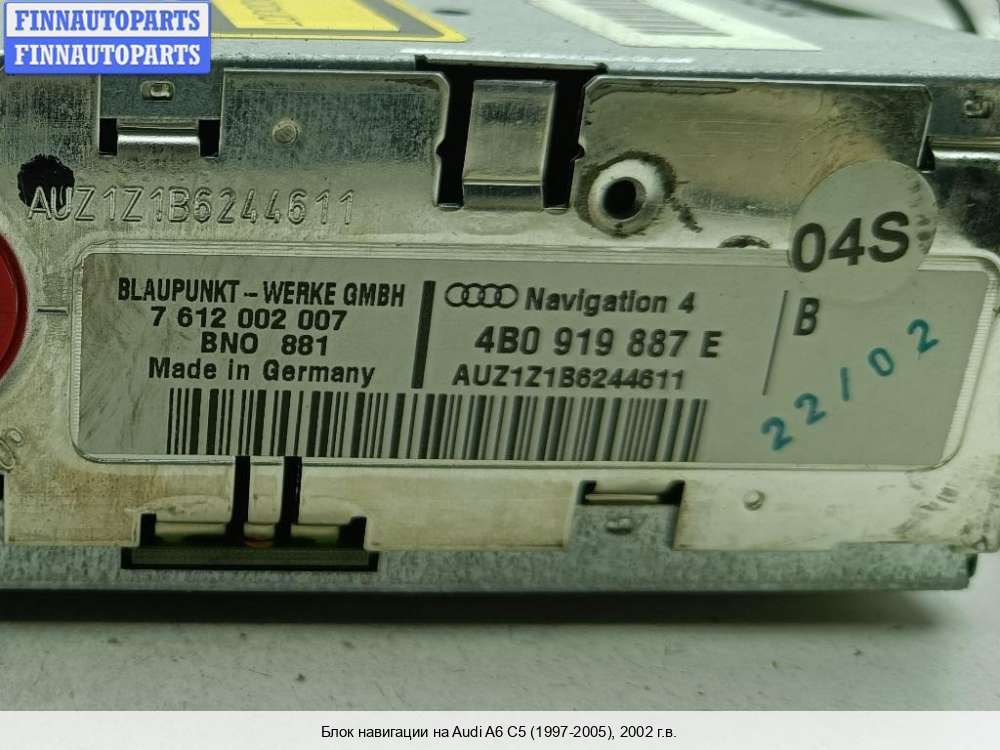 FINNAUTOPARTS
FINNAUTOPARTS
AUZ1Z1B6244611
04S
BLAUPUNKT - WERKE GMBH
7 612 002 007
BNO 881
Made in Germany
Navigation 4
4B0 919 887 E
AUZ1Z1B6244611
B
22/02
Блок навигации на Audi A6 C5 (1997-2005), 2002 г.в.